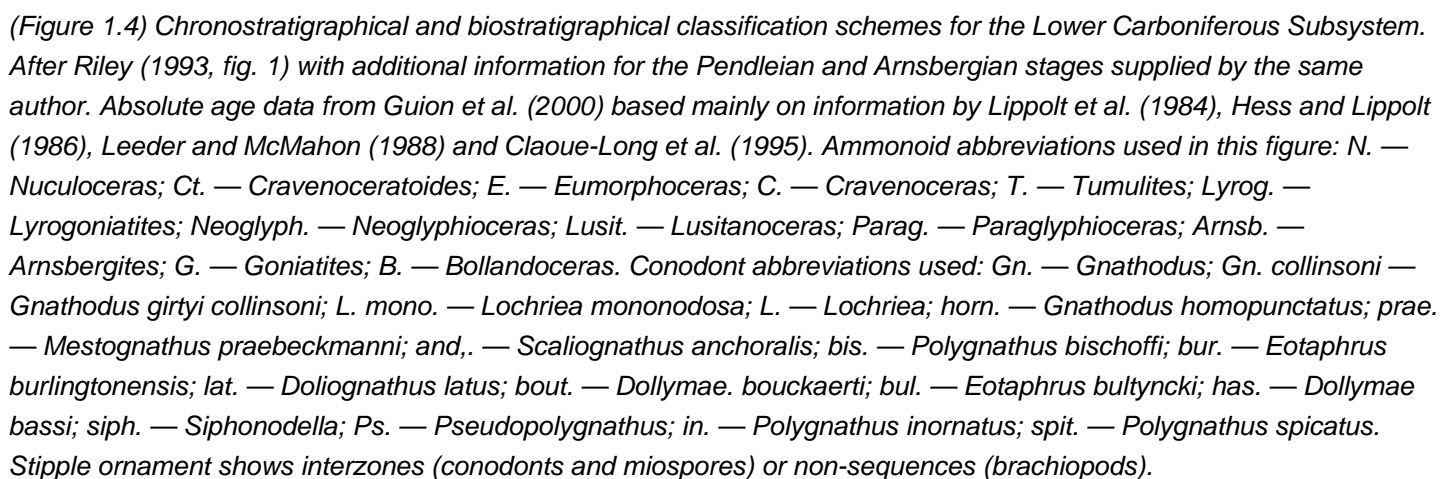 (Figure 1.4) Chronostratigraphical and biostratigraphical classification schemes for the Lower Carboniferous Subsystem.
After Riley (1993, fig. 1) with additional information for the Pendleian and Arnsbergian stages supplied by the same
author. Absolute age data from Guion et al. (2000) based mainly on information by Lippolt et al. (1984), Hess and Lippolt
(1986), Leeder and McMahon (1988) and Claoue-Long et al. (1995). Ammonoid abbreviations used in this figure: N. —
Nuculoceras; Ct. — Cravenoceratoides; E. — Eumorphoceras; C. — Cravenoceras; T. — Tumulites; Lyrog. —
Lyrogoniatites; Neoglyph. — Neoglyphioceras; Lusit. — Lusitanoceras; Parag. — Paraglyphioceras; Arnsb. —
Arnsbergites; G. — Goniatites; B. — Bollandoceras. Conodont abbreviations used: Gn. — Gnathodus; Gn. collinsoni —
Gnathodus girtyi collinsoni; L. mono. — Lochriea mononodosa; L. — Lochriea; horn. — Gnathodus homopunctatus; prae.
— Mestognathus praebeckmanni; and,. — Scaliognathus anchoralis; bis. — Polygnathus bischoffi; bur. — Eotaphrus
burlingtonensis; lat. — Doliognathus latus; bout. — Dollymae. bouckaerti; bul. — Eotaphrus bultyncki; has. — Dollymae
bassi; siph. — Siphonodella; Ps. — Pseudopolygnathus; in. — Polygnathus inornatus; spit. — Polygnathus spicatus.
Stipple ornament shows interzones (conodonts and miospores) or non-sequences (brachiopods).